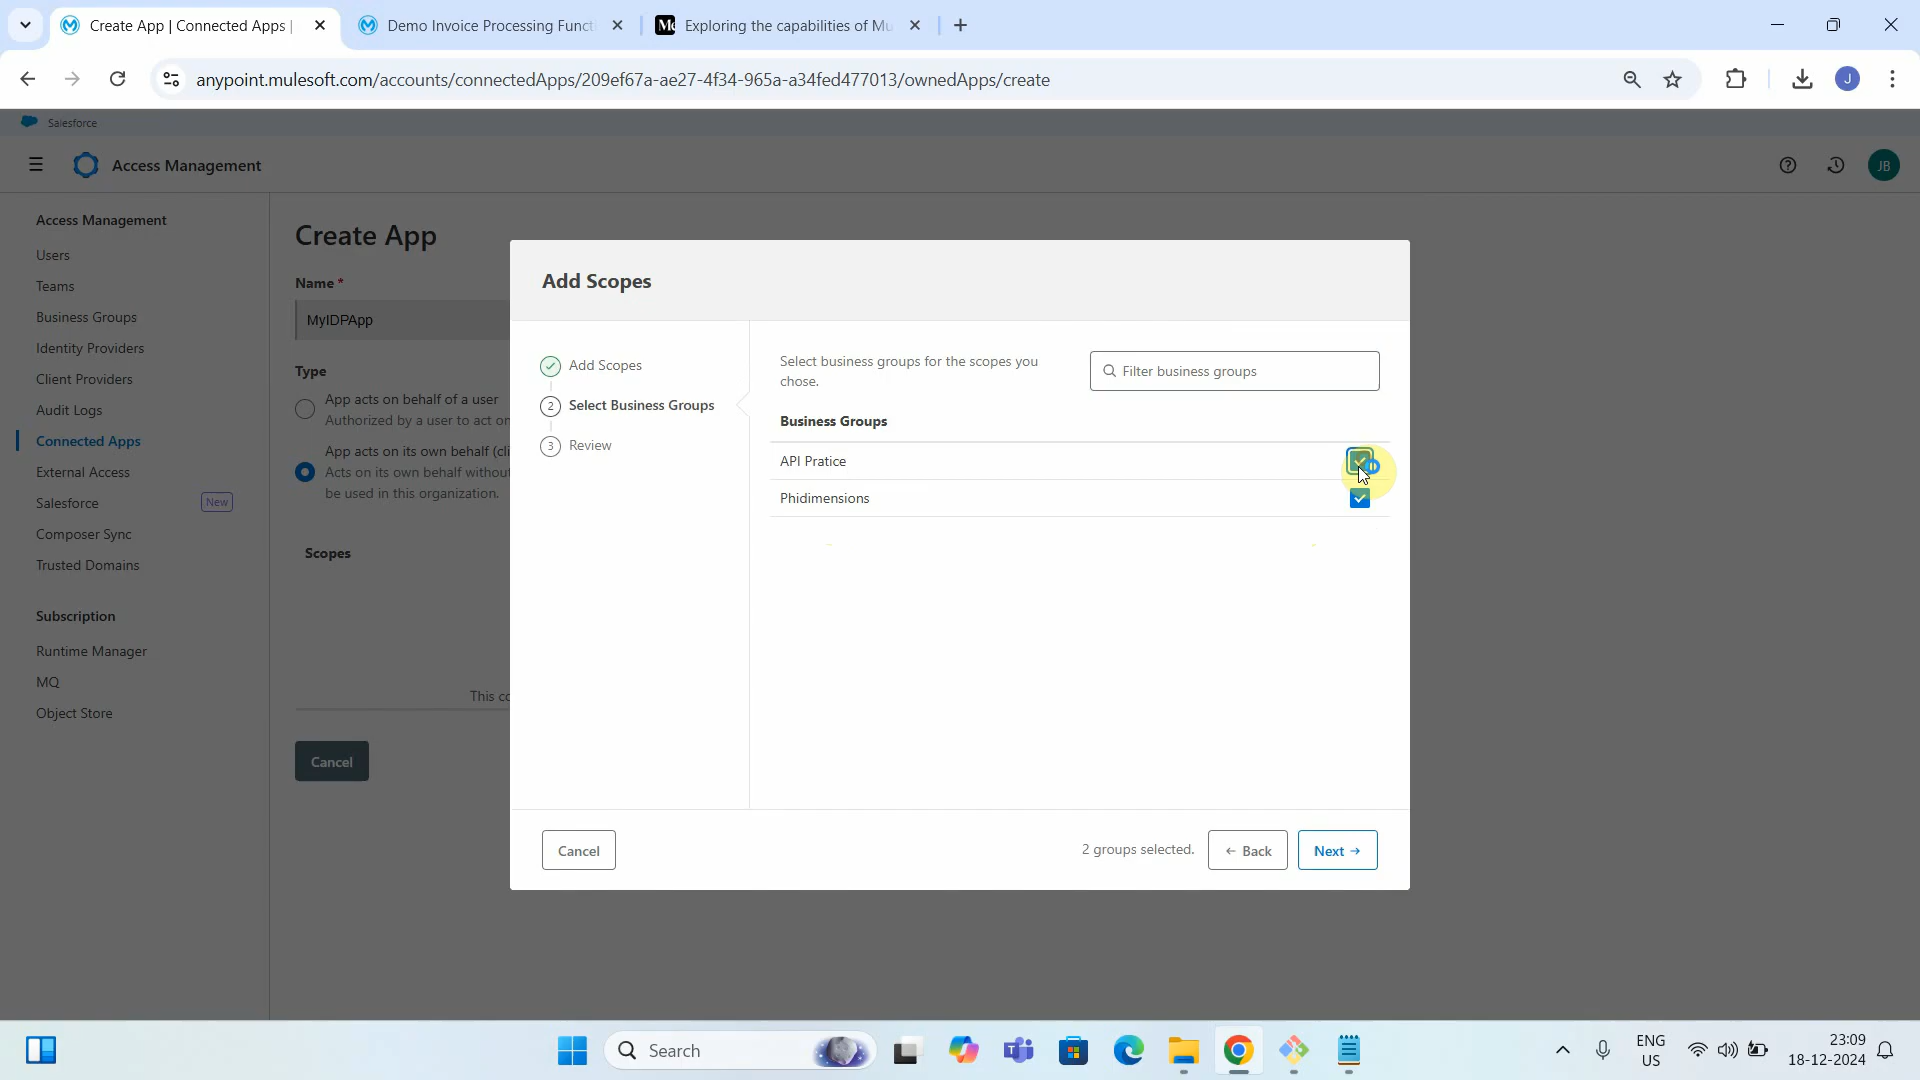 Create App | Connected Apps |
Demo Invoice Processing Functi
Exploring the capabilities of Mu
anypoint.mulesoft.com/accounts/connectedApps/209ef67a-ae27-4f34-965a-a34fed477013/ownedApps/create
J
Salesforce
Access Management
JB
Access Management
Users
Teams
Business Groups
Identity Providers
Client Providers
Audit Logs
Connected Apps
External Access
Salesforce
New
Composer Sync
Trusted Domains
Subscription
Runtime Manager
MQ
Object Store
Create App
Name *
MyIDPApp
Type
App acts on behalf of a user
Authorized by a user to act on
App acts on its own behalf (cli
Acts on its own behalf without
be used in this organization.
Scopes
This co
Cancel
Add Scopes
Add Scopes
2 Select Business Groups
3 Review
Select business groups for the scopes you
chose.
Filter business groups
Business Groups
API Pratice
Phidimensions
Cancel
2 groups selected.
← Back
Next →
Search
ENG
US
23:09
18-12-2024